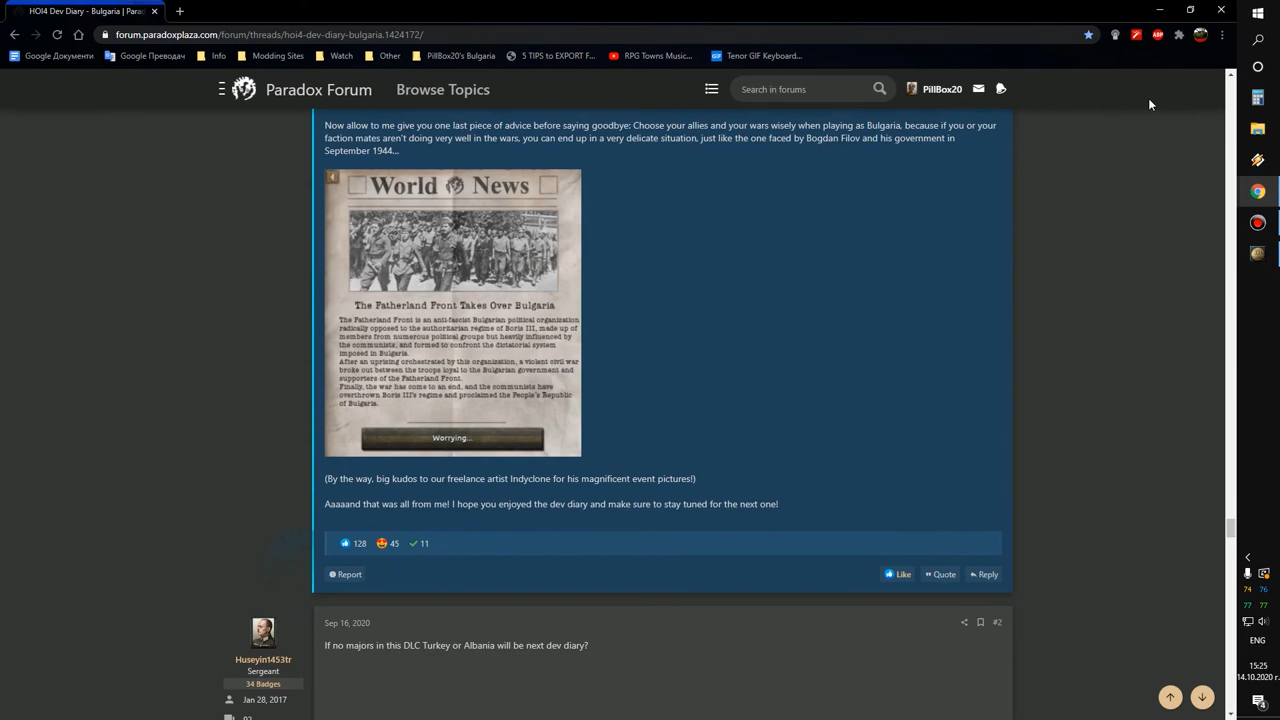 HOI4 Dev Diary - Bulgaria | Para
forum.paradoxplaza.com/forum/threads/hoi4-dev-diary-bulgaria.1424172/
Google Документи
Google Преводач
Info
Modding Sites
Watch
Other
PillBox20's Bulgaria
5 TIPS to EXPORT F...
RPG Towns Music...
GIF
Tenor GIF Keyboard...
Paradox Forum
Browse Topics
Search in forums
PillBox20
Now allow to me give you one last piece of advice before saying goodbye: Choose your allies and your wars wisely when playing as Bulgaria, because if you or your
faction mates aren't doing very well in the wars, you can end up in a very delicate situation, just like the one faced by Bogdan Filov and his government in
September 1944...
World News
The Fatherland Front Takes Over Bulgaria
The Fatherland Front is an anti-fascist Bulgarian political organization
radically opposed to the authoritarian regime of Boris III, made up of
members from numerous political groups but heavily influenced by
the communists, and formed to confront the dictatorial system
imposed in Bulgaria.
After an uprising orchestrated by this organization, a violent civil war
broke out between the troops loyal to the Bulgarian government and
supporters of the Fatherland Front.
Finally, the war has come to an end, and the communists have
overthrown Boris III's regime and proclaimed the People's Republic
of Bulgaria.
Worrying...
(By the way, big kudos to our freelance artist Indyclone for his magnificent event pictures!)
Aaaaand that was all from me! I hope you enjoyed the dev diary and make sure to stay tuned for the next one!
128 45 11
Report
Like
Quote
Reply
Sep 16, 2020
#2
If no majors in this DLC Turkey or Albania will be next dev diary?
Huseyin1453tr
Sergeant
34 Badges
Jan 28, 2017
92
ABP
74 76
77 77
ENG
15:25
14.10.2020 г.
4